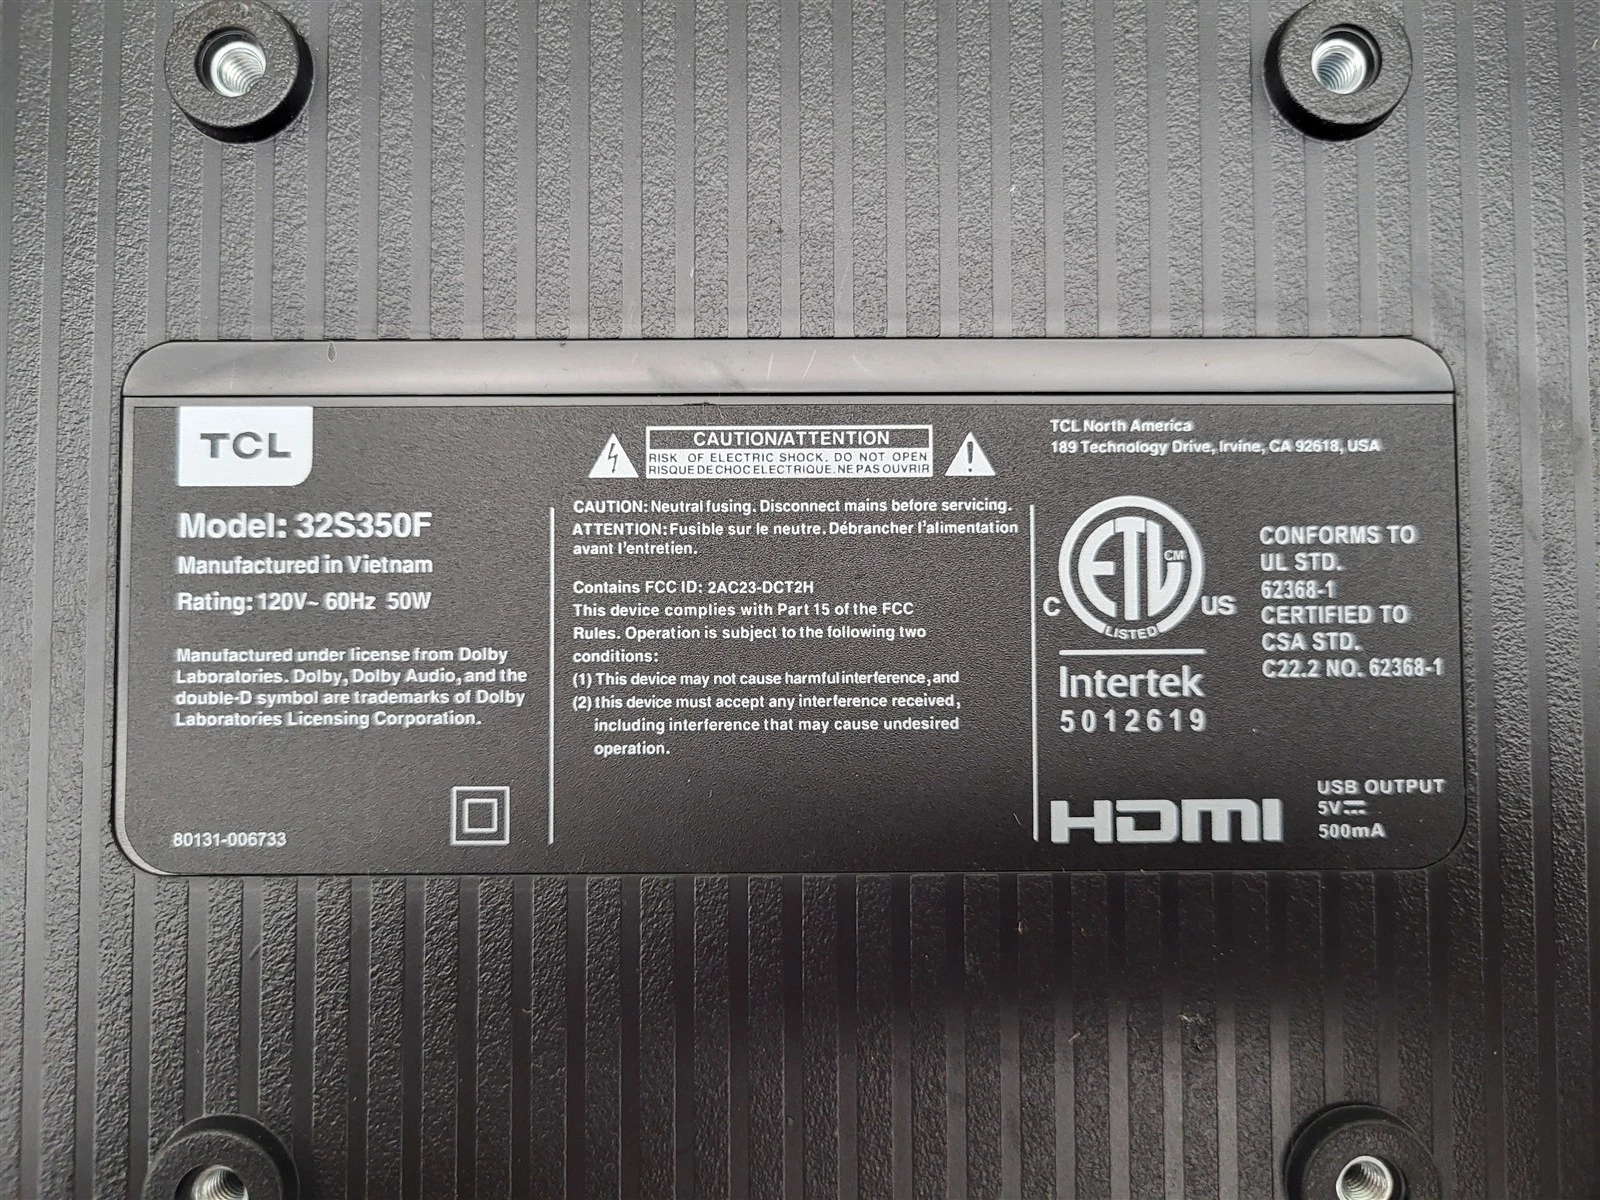 TCL
Model: 32S350F
Manufactured in Vietnam
Rating: 120V~ 60Hz 50W
Manufactured under license from Dolby
Laboratories. Dolby, Dolby Audio, and the
double-D symbol are trademarks of Dolby
Laboratories Licensing Corporation.
80131-006733
CAUTION/ATTENTION
RISK OF ELECTRIC SHOCK. DO NOT OPEN
RISQUE DE CHOC ELECTRIQUE. NE PAS OUVRIR
CAUTION: Neutral fusing. Disconnect mains before servicing.
ATTENTION: Fusible sur le neutre. Débrancher l'alimentation
avant l'entretien.
Contains FCC ID: 2AC23-DCT2H
This device complies with Part 15 of the FCC
Rules. Operation is subject to the following two
conditions:
(1) This device may not cause harmful interference, and
(2) this device must accept any interference received,
including interference that may cause undesired
operation.
TCL North America
189 Technology Drive, Irvine, CA 92618, USA
ETL CM
C US
LISTED
Intertek
5012619
CONFORMS TO
UL STD.
62368-1
CERTIFIED TO
CSA STD.
C22.2 NO. 62368-1
HDMI
USB OUTPUT
5V⎓
500mA